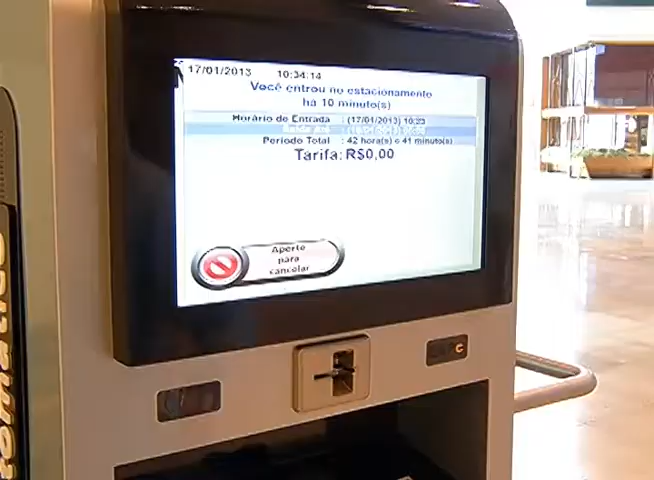 17/01/2013 10:34:14
Você entrou no estacionamento
há 10 minuto(s)
Horário de Entrada : (17/01/2013) 10:23
Período Total : 42 hora(s) e 41 minuto(s)
Tarifa: R$0,00
Aperte
para
cancelar